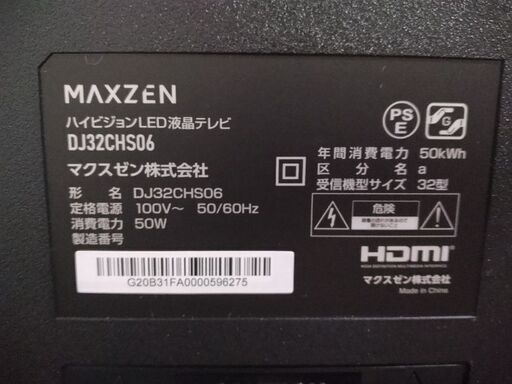 MAXZEN
ハイビジョンLED液晶テレビ
DJ32CHS06
マクスゼン株式会社
形 名 DJ32CHS06
定格電源 100V～ 50/60Hz
消費電力 50W
製造番号
G20B31FA0000596275
PS
E
年間消費電力 50kWh
区 分 名 a
受信機型サイズ 32型
危険
HDMI
HIGH-DEFINITION MULTIMEDIA INTERFACE
マクスゼン株式会社
Made in China